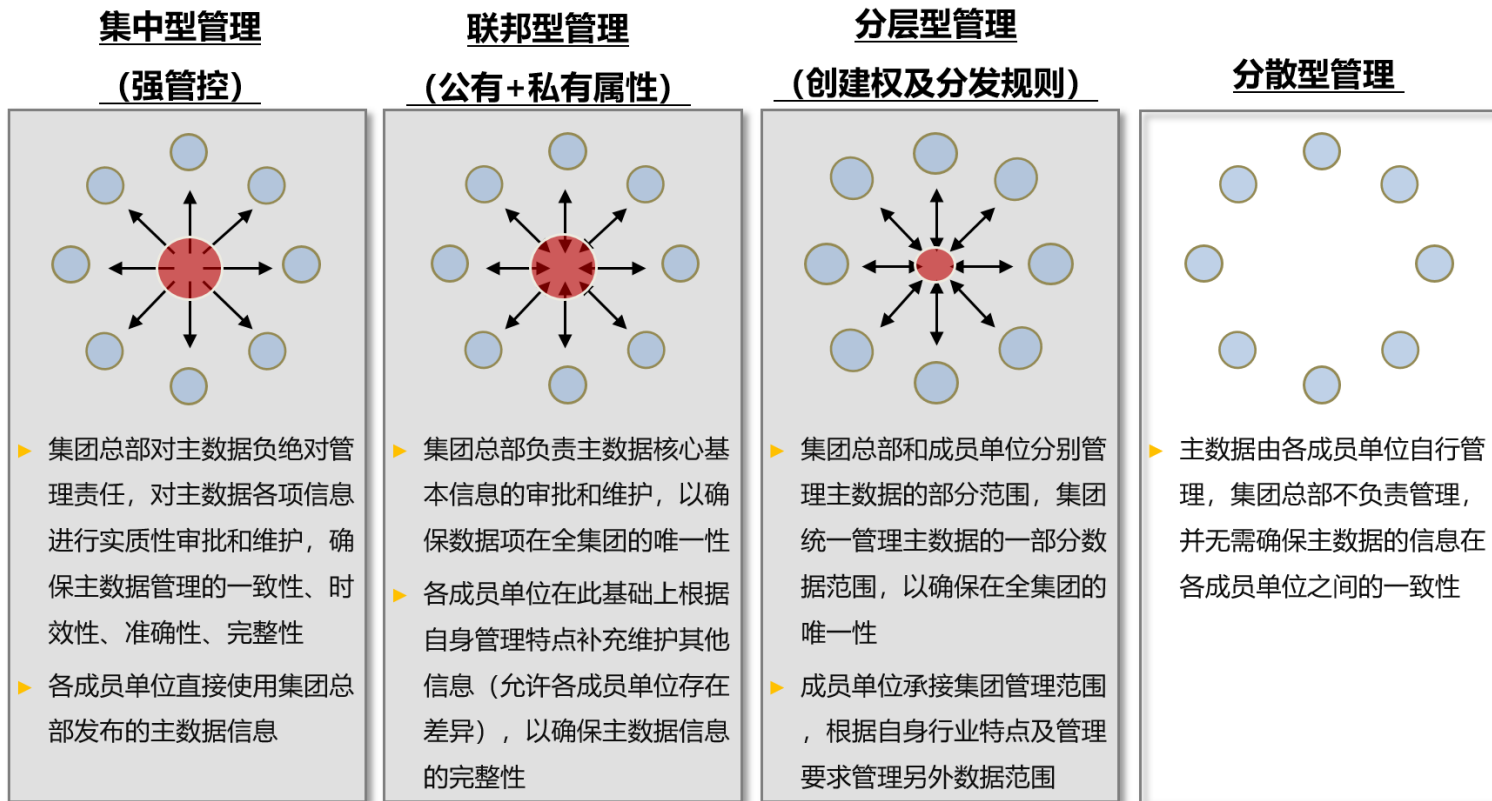 集中型管理
（强管控）
集团总部对主数据负绝对管
理责任，对主数据各项信息
进行实质性审批和维护，确
保主数据管理的一致性、时
效性、准确性、完整性
各成员单位直接使用集团总
部发布的主数据信息
联邦型管理
（公有+私有属性）
集团总部负责主数据核心基
本信息的审批和维护，以确
保数据项在全集团的唯一性
各成员单位在此基础上根据
自身管理特点补充维护其他
信息（允许各成员单位存在
差异），以确保主数据信息
的完整性
分层型管理
（创建权及分发规则）
集团总部和成员单位分别管
理主数据的部分范围，集团
统一管理主数据的一部分数
据范围，以确保在全集团的
唯一性
成员单位承接集团管理范围
，根据自身行业特点及管理
要求管理另外数据范围
分散型管理
主数据由各成员单位自行管
理，集团总部不负责管理，
并无需确保主数据的信息在
各成员单位之间的一致性